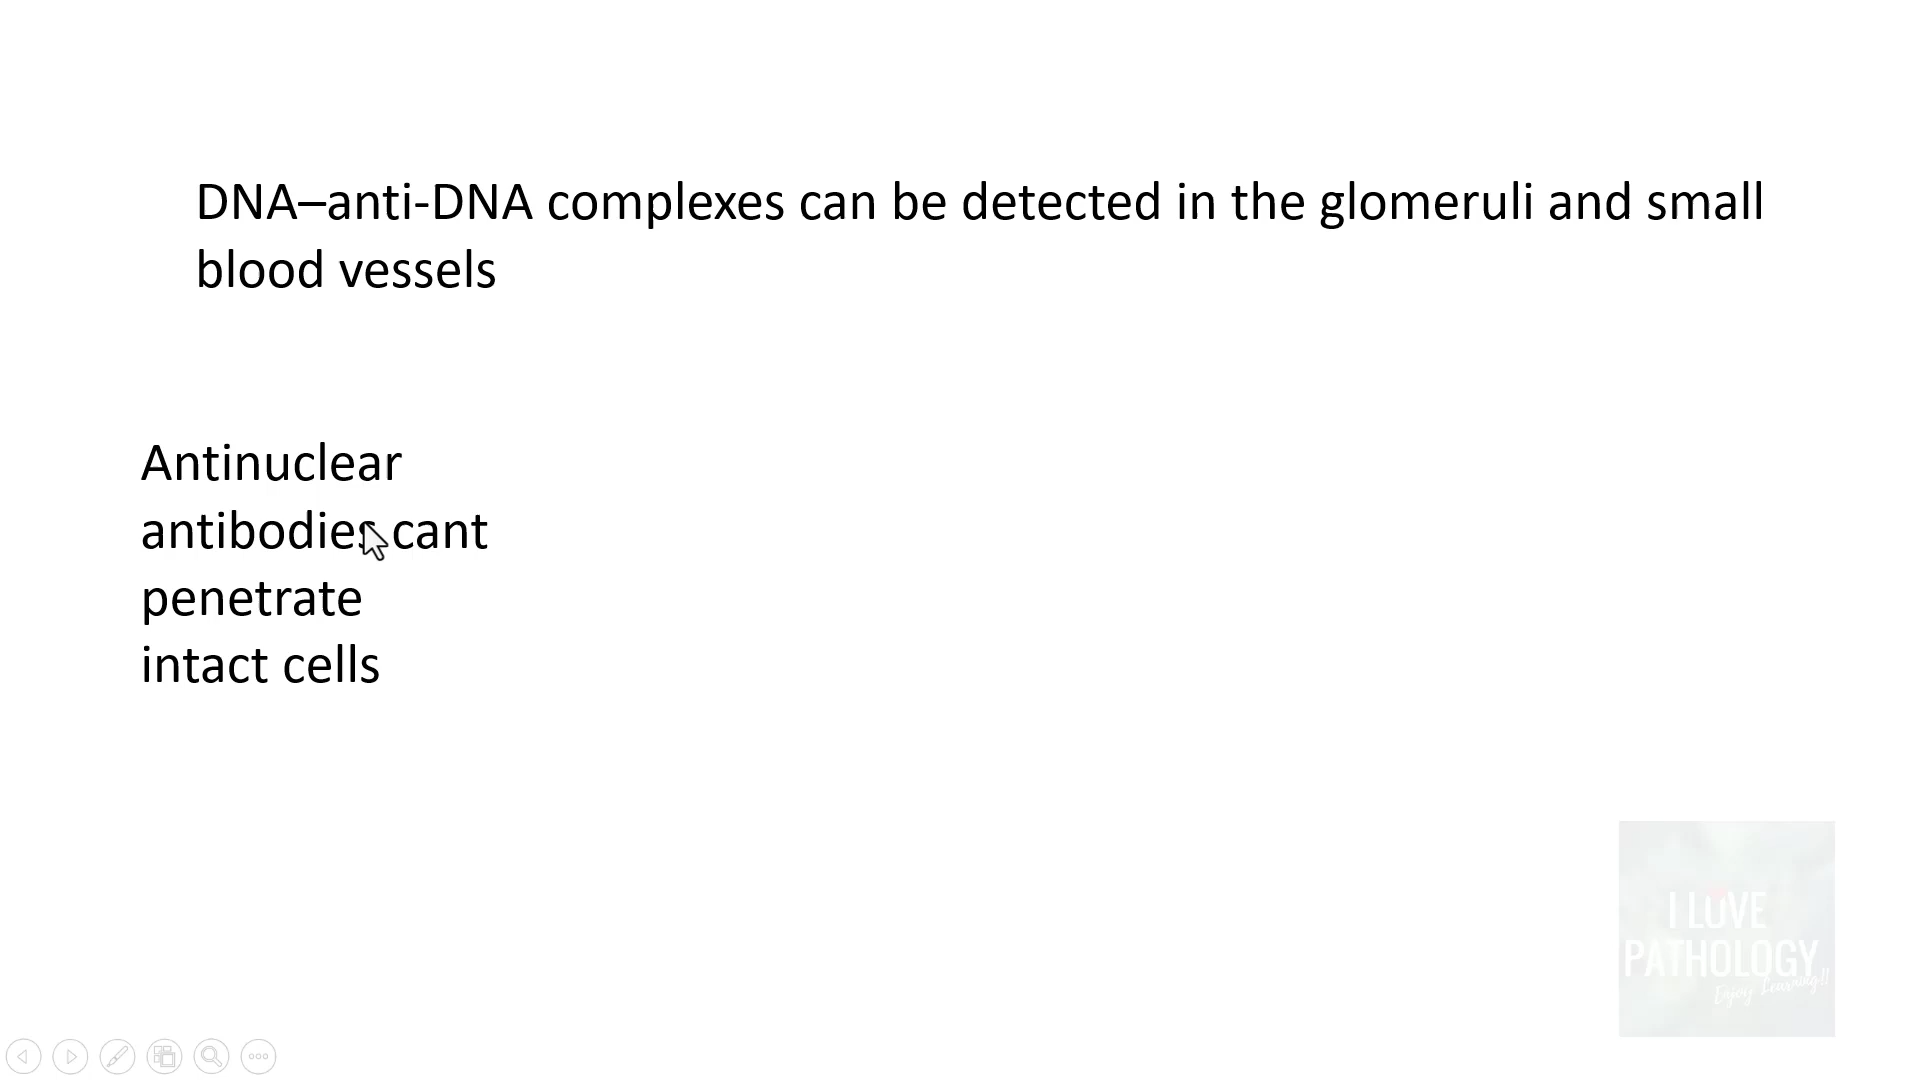 DNA–anti-DNA complexes can be detected in the glomeruli and small
blood vessels
Antinuclear
antibodies cant
penetrate
intact cells
I LOVE
PATHOLOGY
Enjoy Learning!!